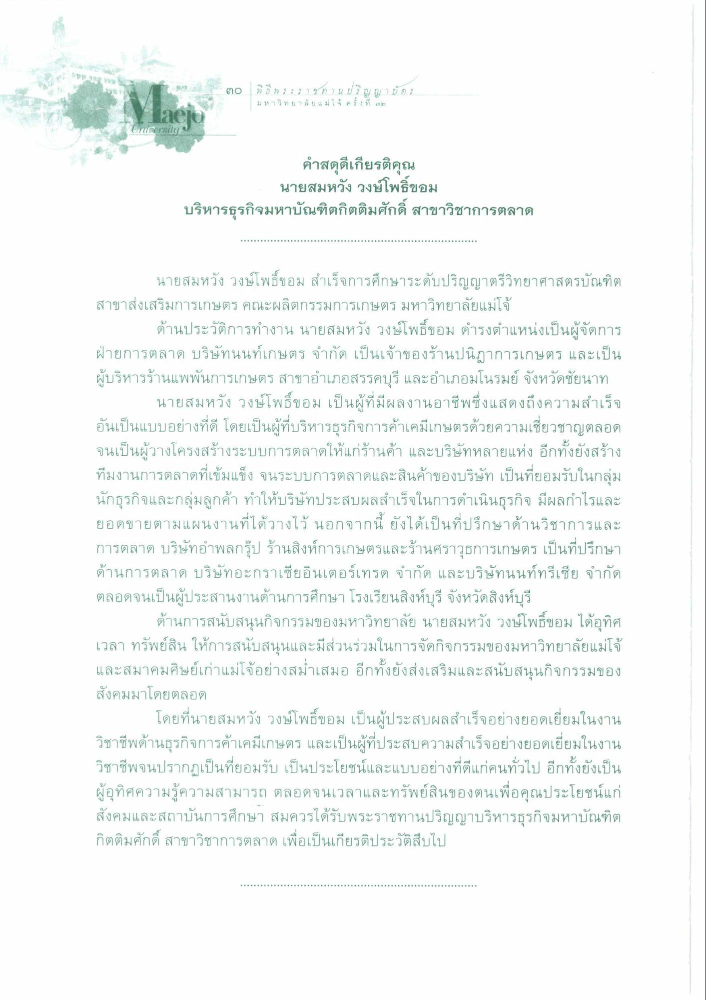 Maejo
University
๓๐
พิธีพระราชทานปริญญาบัตร
มหาวิทยาลัยแม่โจ้ ครั้งที่ ๓๒
คำสดุดีเกียรติคุณ
นายสมหวัง วงษ์โพธิ์ขอม
บริหารธุรกิจมหาบัณฑิตกิตติมศักดิ์ สาขาวิชาการตลาด
นายสมหวัง วงษ์โพธิ์ขอม สำเร็จการศึกษาระดับปริญญาตรีวิทยาศาสตรบัณฑิต
สาขาส่งเสริมการเกษตร คณะผลิตกรรมการเกษตร มหาวิทยาลัยแม่โจ้
ด้านประวัติการทำงาน นายสมหวัง วงษ์โพธิ์ขอม ดำรงตำแหน่งเป็นผู้จัดการ
ฝ่ายการตลาด บริษัทนนท์เกษตร จำกัด เป็นเจ้าของร้านปนิฎาการเกษตร และเป็น
ผู้บริหารร้านแพพันการเกษตร สาขาอำเภอสรรคบุรี และอำเภอมโนรมย์ จังหวัดชัยนาท
นายสมหวัง วงษ์โพธิ์ขอม เป็นผู้ที่มีผลงานอาชีพซึ่งแสดงถึงความสำเร็จ
อันเป็นแบบอย่างที่ดี โดยเป็นผู้ที่บริหารธุรกิจการค้าเคมีเกษตรด้วยความเชี่ยวชาญตลอด
จนเป็นผู้วางโครงสร้างระบบการตลาดให้แก่ร้านค้า และบริษัทหลายแห่ง อีกทั้งยังสร้าง
ทีมงานการตลาดที่เข้มแข็ง จนระบบการตลาดและสินค้าของบริษัท เป็นที่ยอมรับในกลุ่ม
นักธุรกิจและกลุ่มลูกค้า ทำให้บริษัทประสบผลสำเร็จในการดำเนินธุรกิจ มีผลกำไรและ
ยอดขายตามแผนงานที่ได้วางไว้ นอกจากนี้ ยังได้เป็นที่ปรึกษาด้านวิชาการและ
การตลาด บริษัทอำพลกรุ๊ป ร้านสิงห์การเกษตรและร้านศราวุธการเกษตร เป็นที่ปรึกษา
ด้านการตลาด บริษัทอะกราเซียอินเตอร์เทรด จำกัด และบริษัทนนท์ทรีเซีย จำกัด
ตลอดจนเป็นผู้ประสานงานด้านการศึกษา โรงเรียนสิงห์บุรี จังหวัดสิงห์บุรี
ด้านการสนับสนุนกิจกรรมของมหาวิทยาลัย นายสมหวัง วงษ์โพธิ์ขอม ได้อุทิศ
เวลา ทรัพย์สิน ให้การสนับสนุนและมีส่วนร่วมในการจัดกิจกรรมของมหาวิทยาลัยแม่โจ้
และสมาคมศิษย์เก่าแม่โจ้อย่างสม่ำเสมอ อีกทั้งยังส่งเสริมและสนับสนุนกิจกรรมของ
สังคมมาโดยตลอด
โดยที่นายสมหวัง วงษ์โพธิ์ขอม เป็นผู้ประสบผลสำเร็จอย่างยอดเยี่ยมในงาน
วิชาชีพด้านธุรกิจการค้าเคมีเกษตร และเป็นผู้ที่ประสบความสำเร็จอย่างยอดเยี่ยมในงาน
วิชาชีพจนปรากฏเป็นที่ยอมรับ เป็นประโยชน์และแบบอย่างที่ดีแก่คนทั่วไป อีกทั้งยังเป็น
ผู้อุทิศความรู้ความสามารถ ตลอดจนเวลาและทรัพย์สินของตนเพื่อคุณประโยชน์แก่
สังคมและสถาบันการศึกษา สมควรได้รับพระราชทานปริญญาบริหารธุรกิจมหาบัณฑิต
กิตติมศักดิ์ สาขาวิชาการตลาด เพื่อเป็นเกียรติประวัติสืบไป